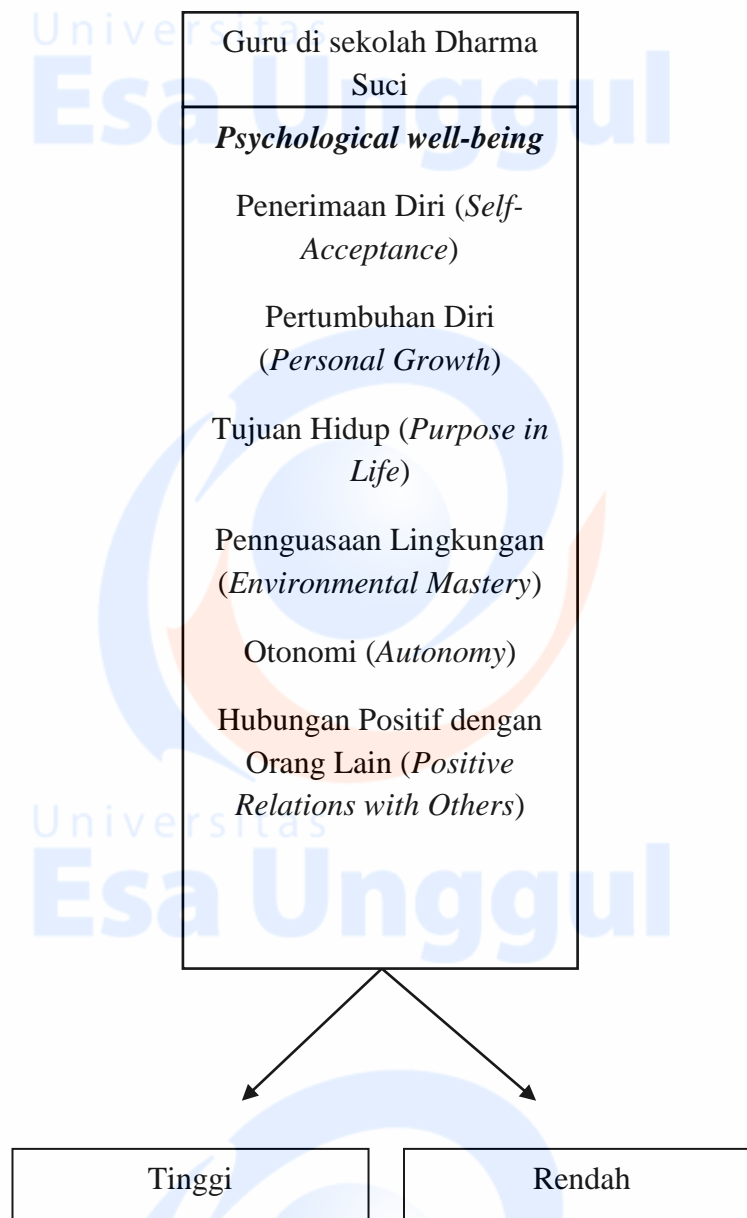 Universitas
Esa Unggul
Guru di sekolah Dharma
Suci
Psychological well-being
Penerimaan Diri (Self-
Acceptance)
Pertumbuhan Diri
(Personal Growth)
Tujuan Hidup (Purpose in
Life)
Pennguasaan Lingkungan
(Environmental Mastery)
Otonomi (Autonomy)
Hubungan Positif dengan
Orang Lain (Positive
Relations with Others)
Universitas
Esa Unggul
Tinggi
Rendah